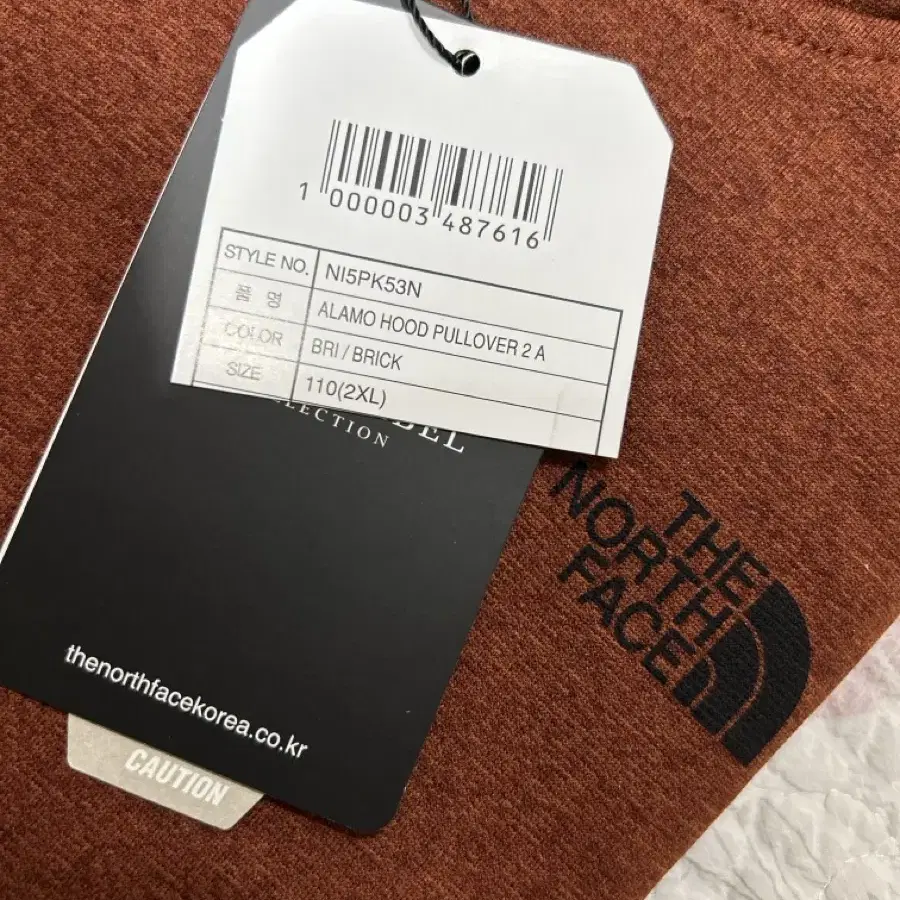 1 000003 487616
STYLE NO. NI5PK53N
품 명 ALAMO HOOD PULLOVER 2 A
COLOR BRI / BRICK
SIZE 110(2XL)
thenorthfacekorea.co.kr
CAUTION
THE
NORTH
FACE